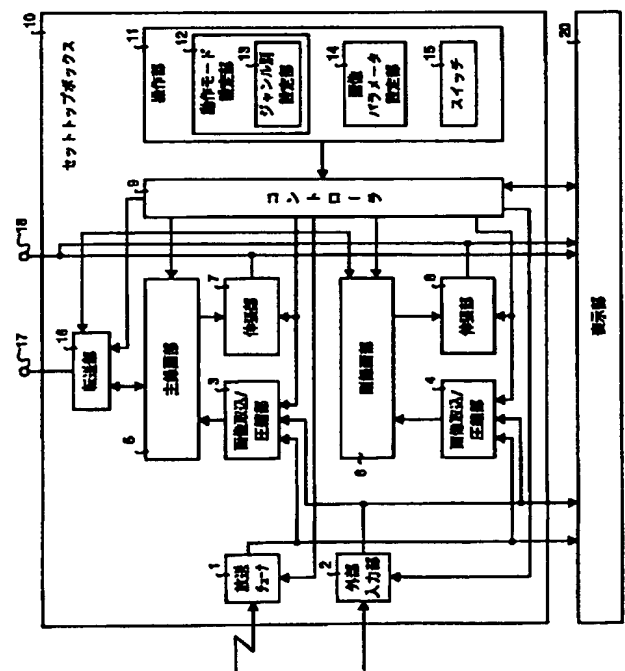 10
セットトップボックス
11
操作部
12
動作モード
設定部
13
ジャンル別
設定部
14
画像
パラメータ
設定部
15
スイッチ
9
コントローラ
18
17
16
転送部
5
主録画部
7
伸張部
3
画像取込/
圧縮部
6
副録画部
8
伸張部
4
画像取込/
圧縮部
1
放送
チューナ
2
外部
入力部
20
表示部